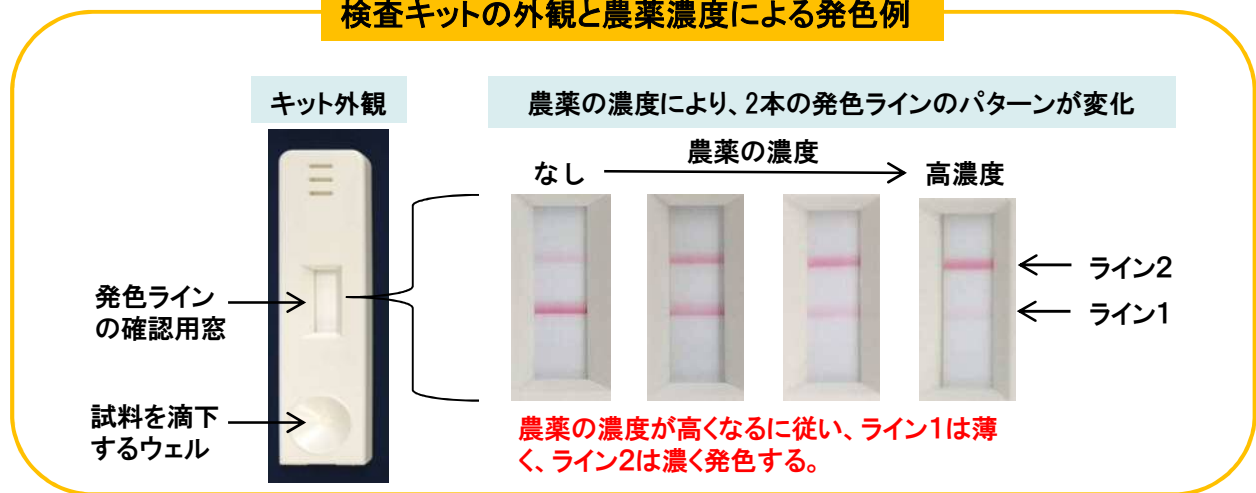 検査キットの外観と農薬濃度による発色例
キット外観
農薬の濃度により、2本の発色ラインのパターンが変化
農薬の濃度
なし
高濃度
発色ライン
の確認用窓
ライン2
ライン1
試料を滴下
するウェル
農薬の濃度が高くなるに従い、ライン1は薄
く、ライン2は濃く発色する。